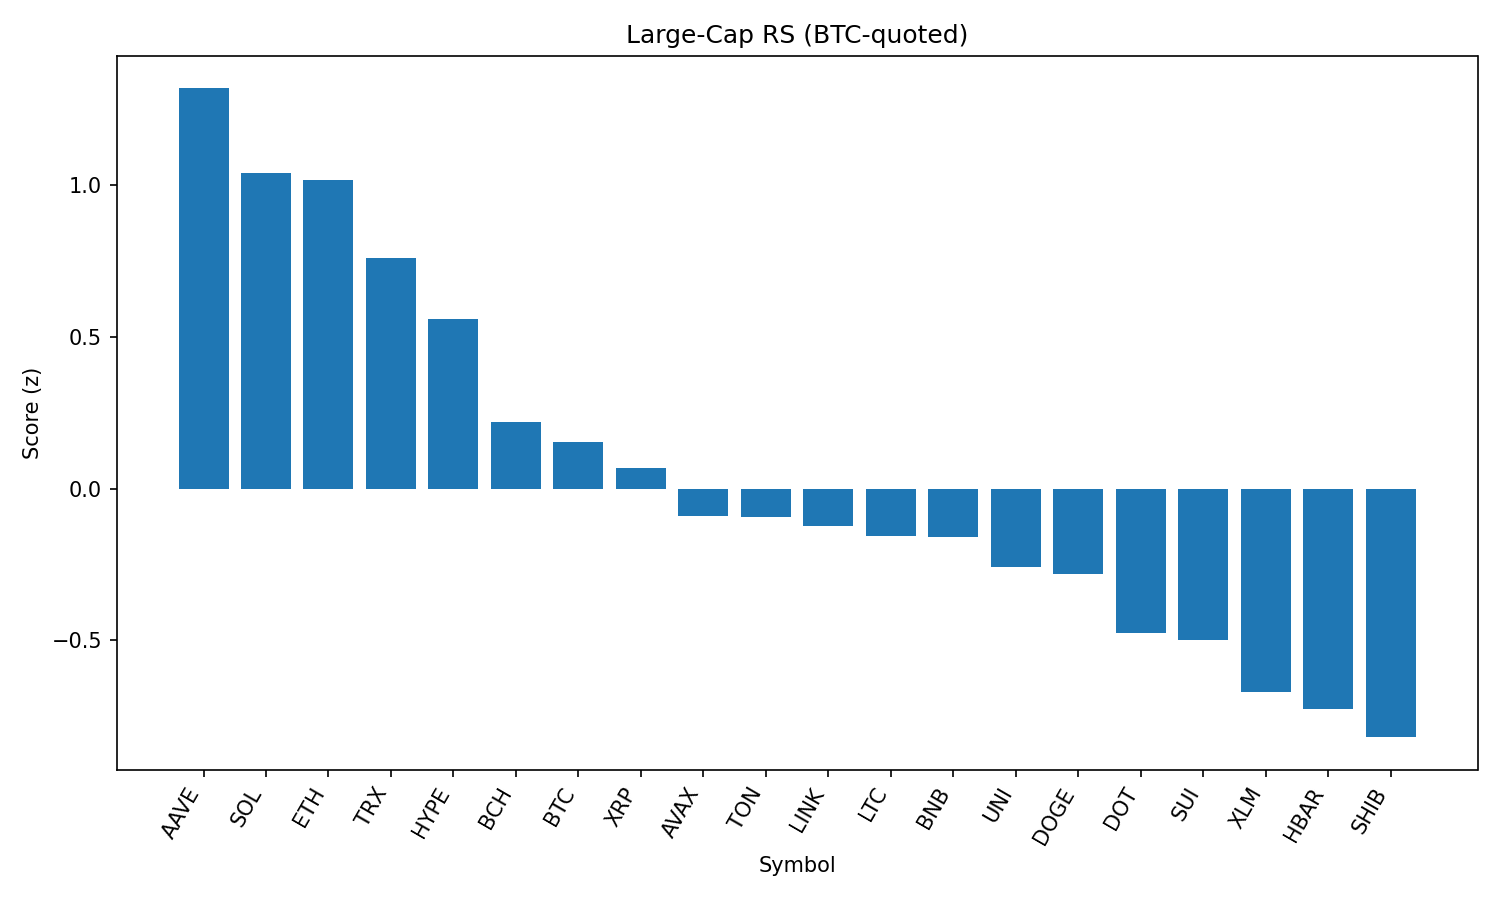 Large-Cap RS (BTC-quoted)
Score (z)
1.0
0.5
0.0
−0.5
AAVE
SOL
ETH
TRX
HYPE
BCH
BTC
XRP
AVAX
TON
LINK
LTC
BNB
UNI
DOGE
DOT
SUI
XLM
HBAR
SHIB
Symbol